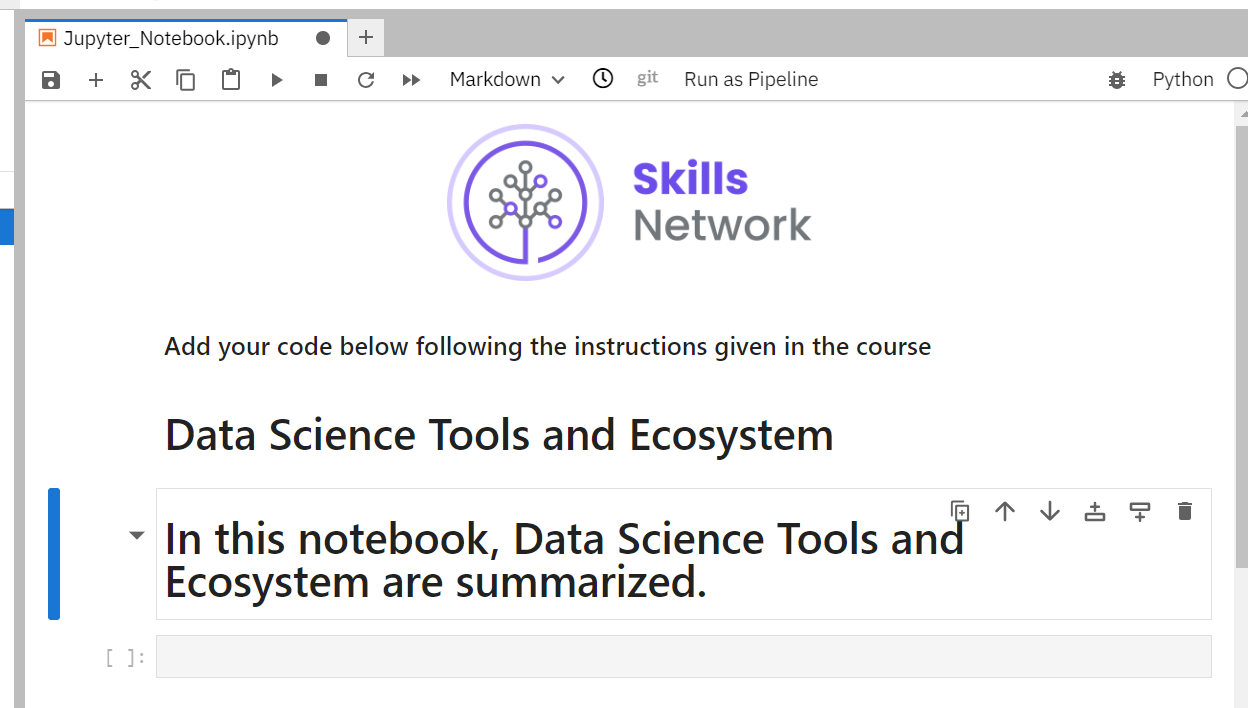 Jupyter_Notebook.ipynb
Markdown git Run as Pipeline Python
Skills
Network
Add your code below following the instructions given in the course
Data Science Tools and Ecosystem
In this notebook, Data Science Tools and
Ecosystem are summarized.
[ ]: